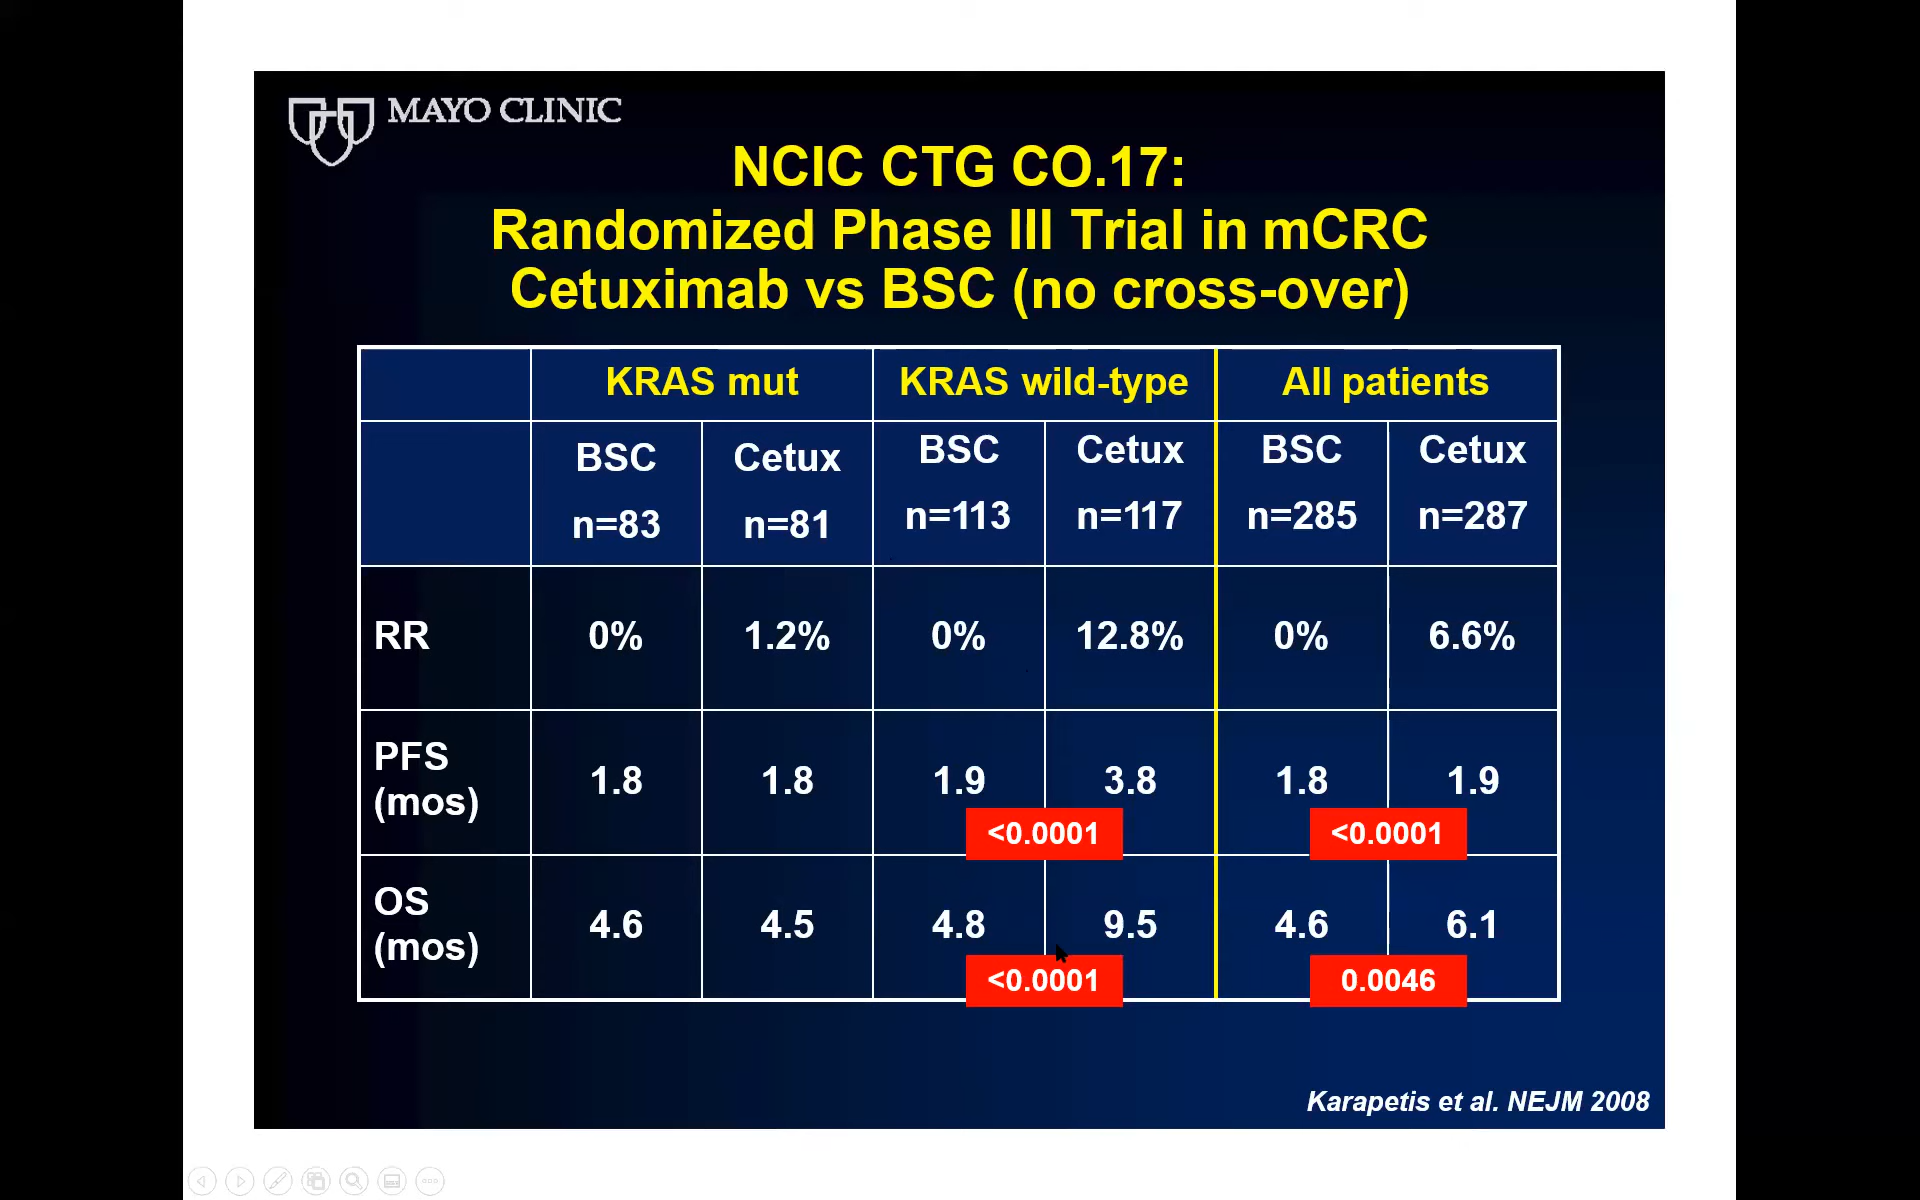 MAYO CLINIC
NCIC CTG CO.17:
Randomized Phase III Trial in mCRC
Cetuximab vs BSC (no cross-over)
KRAS mut KRAS wild-type All patients
BSC Cetux BSC Cetux BSC Cetux
n=83 n=81 n=113 n=117 n=285 n=287
RR 0% 1.2% 0% 12.8% 0% 6.6%
PFS
(mos) 1.8 1.8 1.9 3.8 1.8 1.9
<0.0001 <0.0001
OS
(mos) 4.6 4.5 4.8 9.5 4.6 6.1
<0.0001 0.0046
Karapetis et al. NEJM 2008